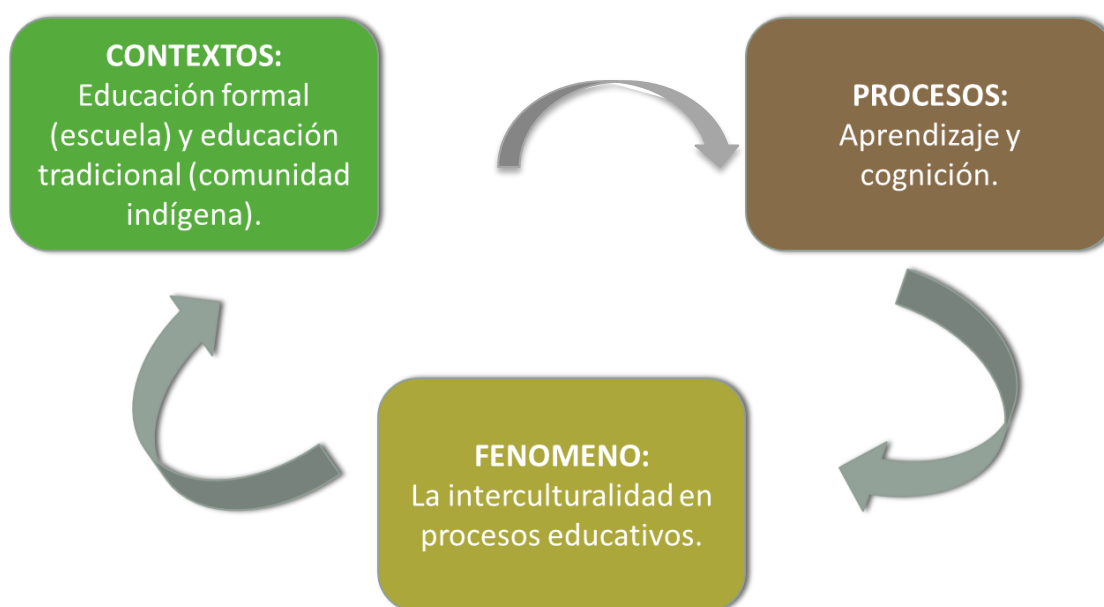 CONTEXTOS:
Educación formal
(escuela) y educación
tradicional (comunidad
indígena).
PROCESOS:
Aprendizaje y
cognición.
FENOMENO:
La interculturalidad en
procesos educativos.